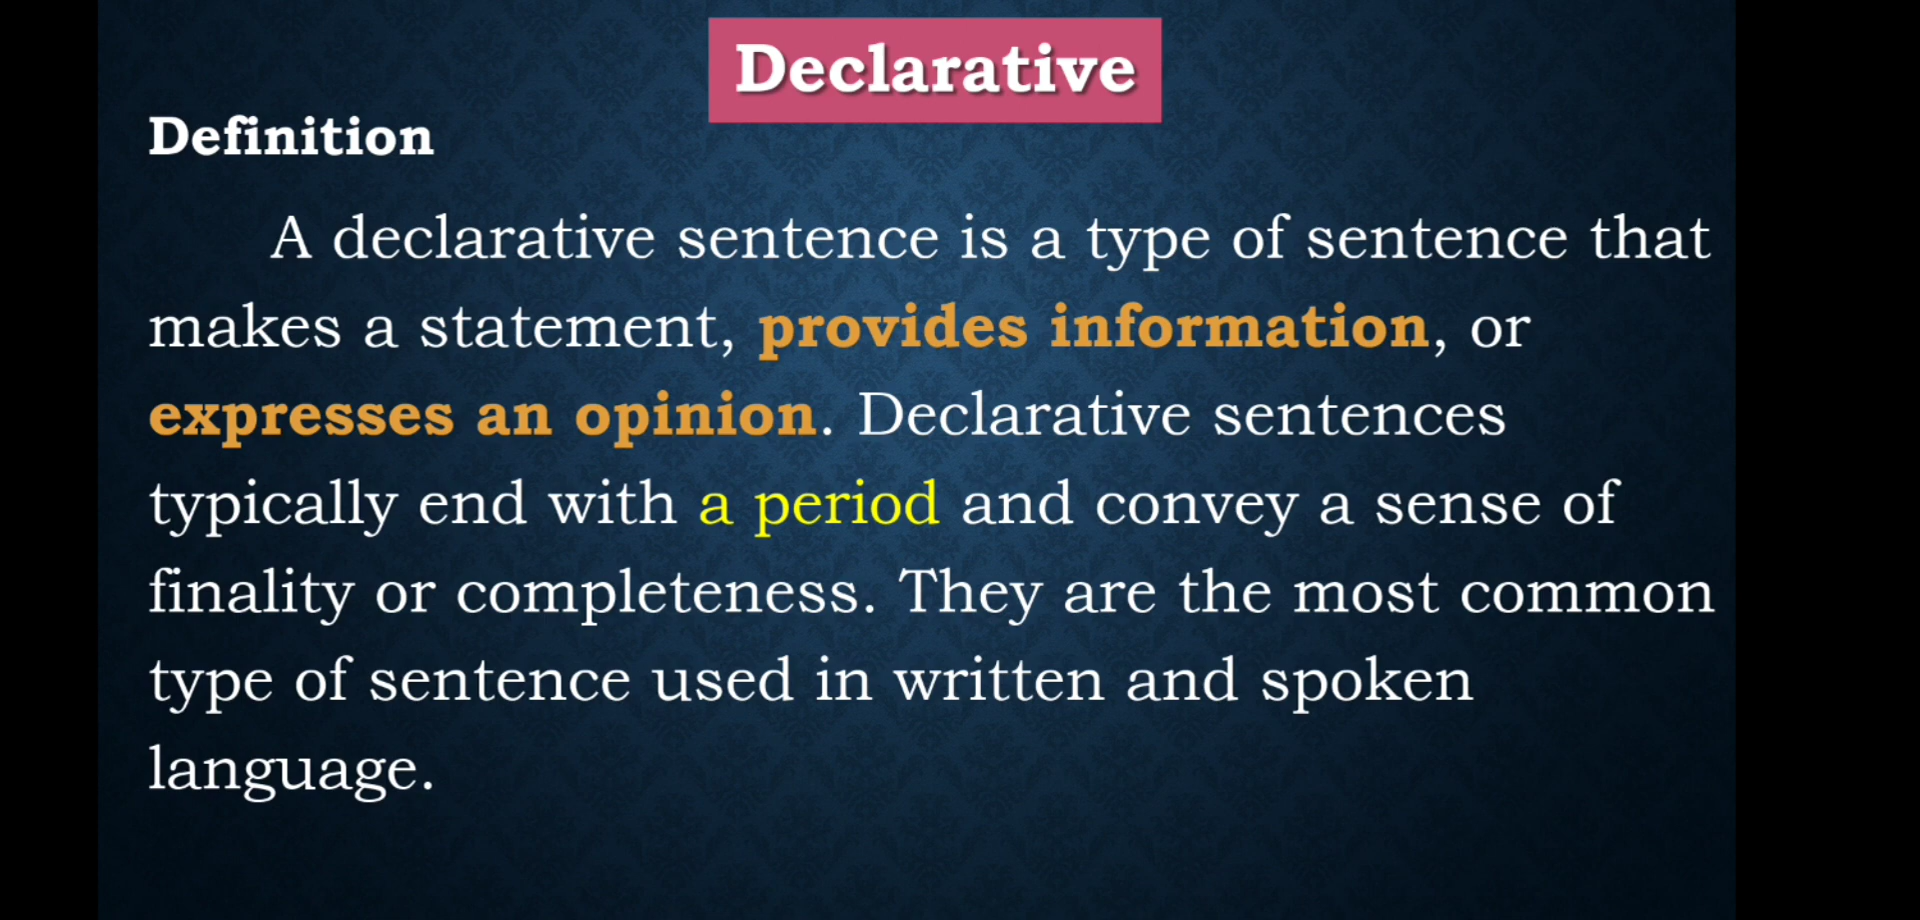 Declarative
Definition
A declarative sentence is a type of sentence that
makes a statement, provides information, or
expresses an opinion. Declarative sentences
typically end with a period and convey a sense of
finality or completeness. They are the most common
type of sentence used in written and spoken
language.